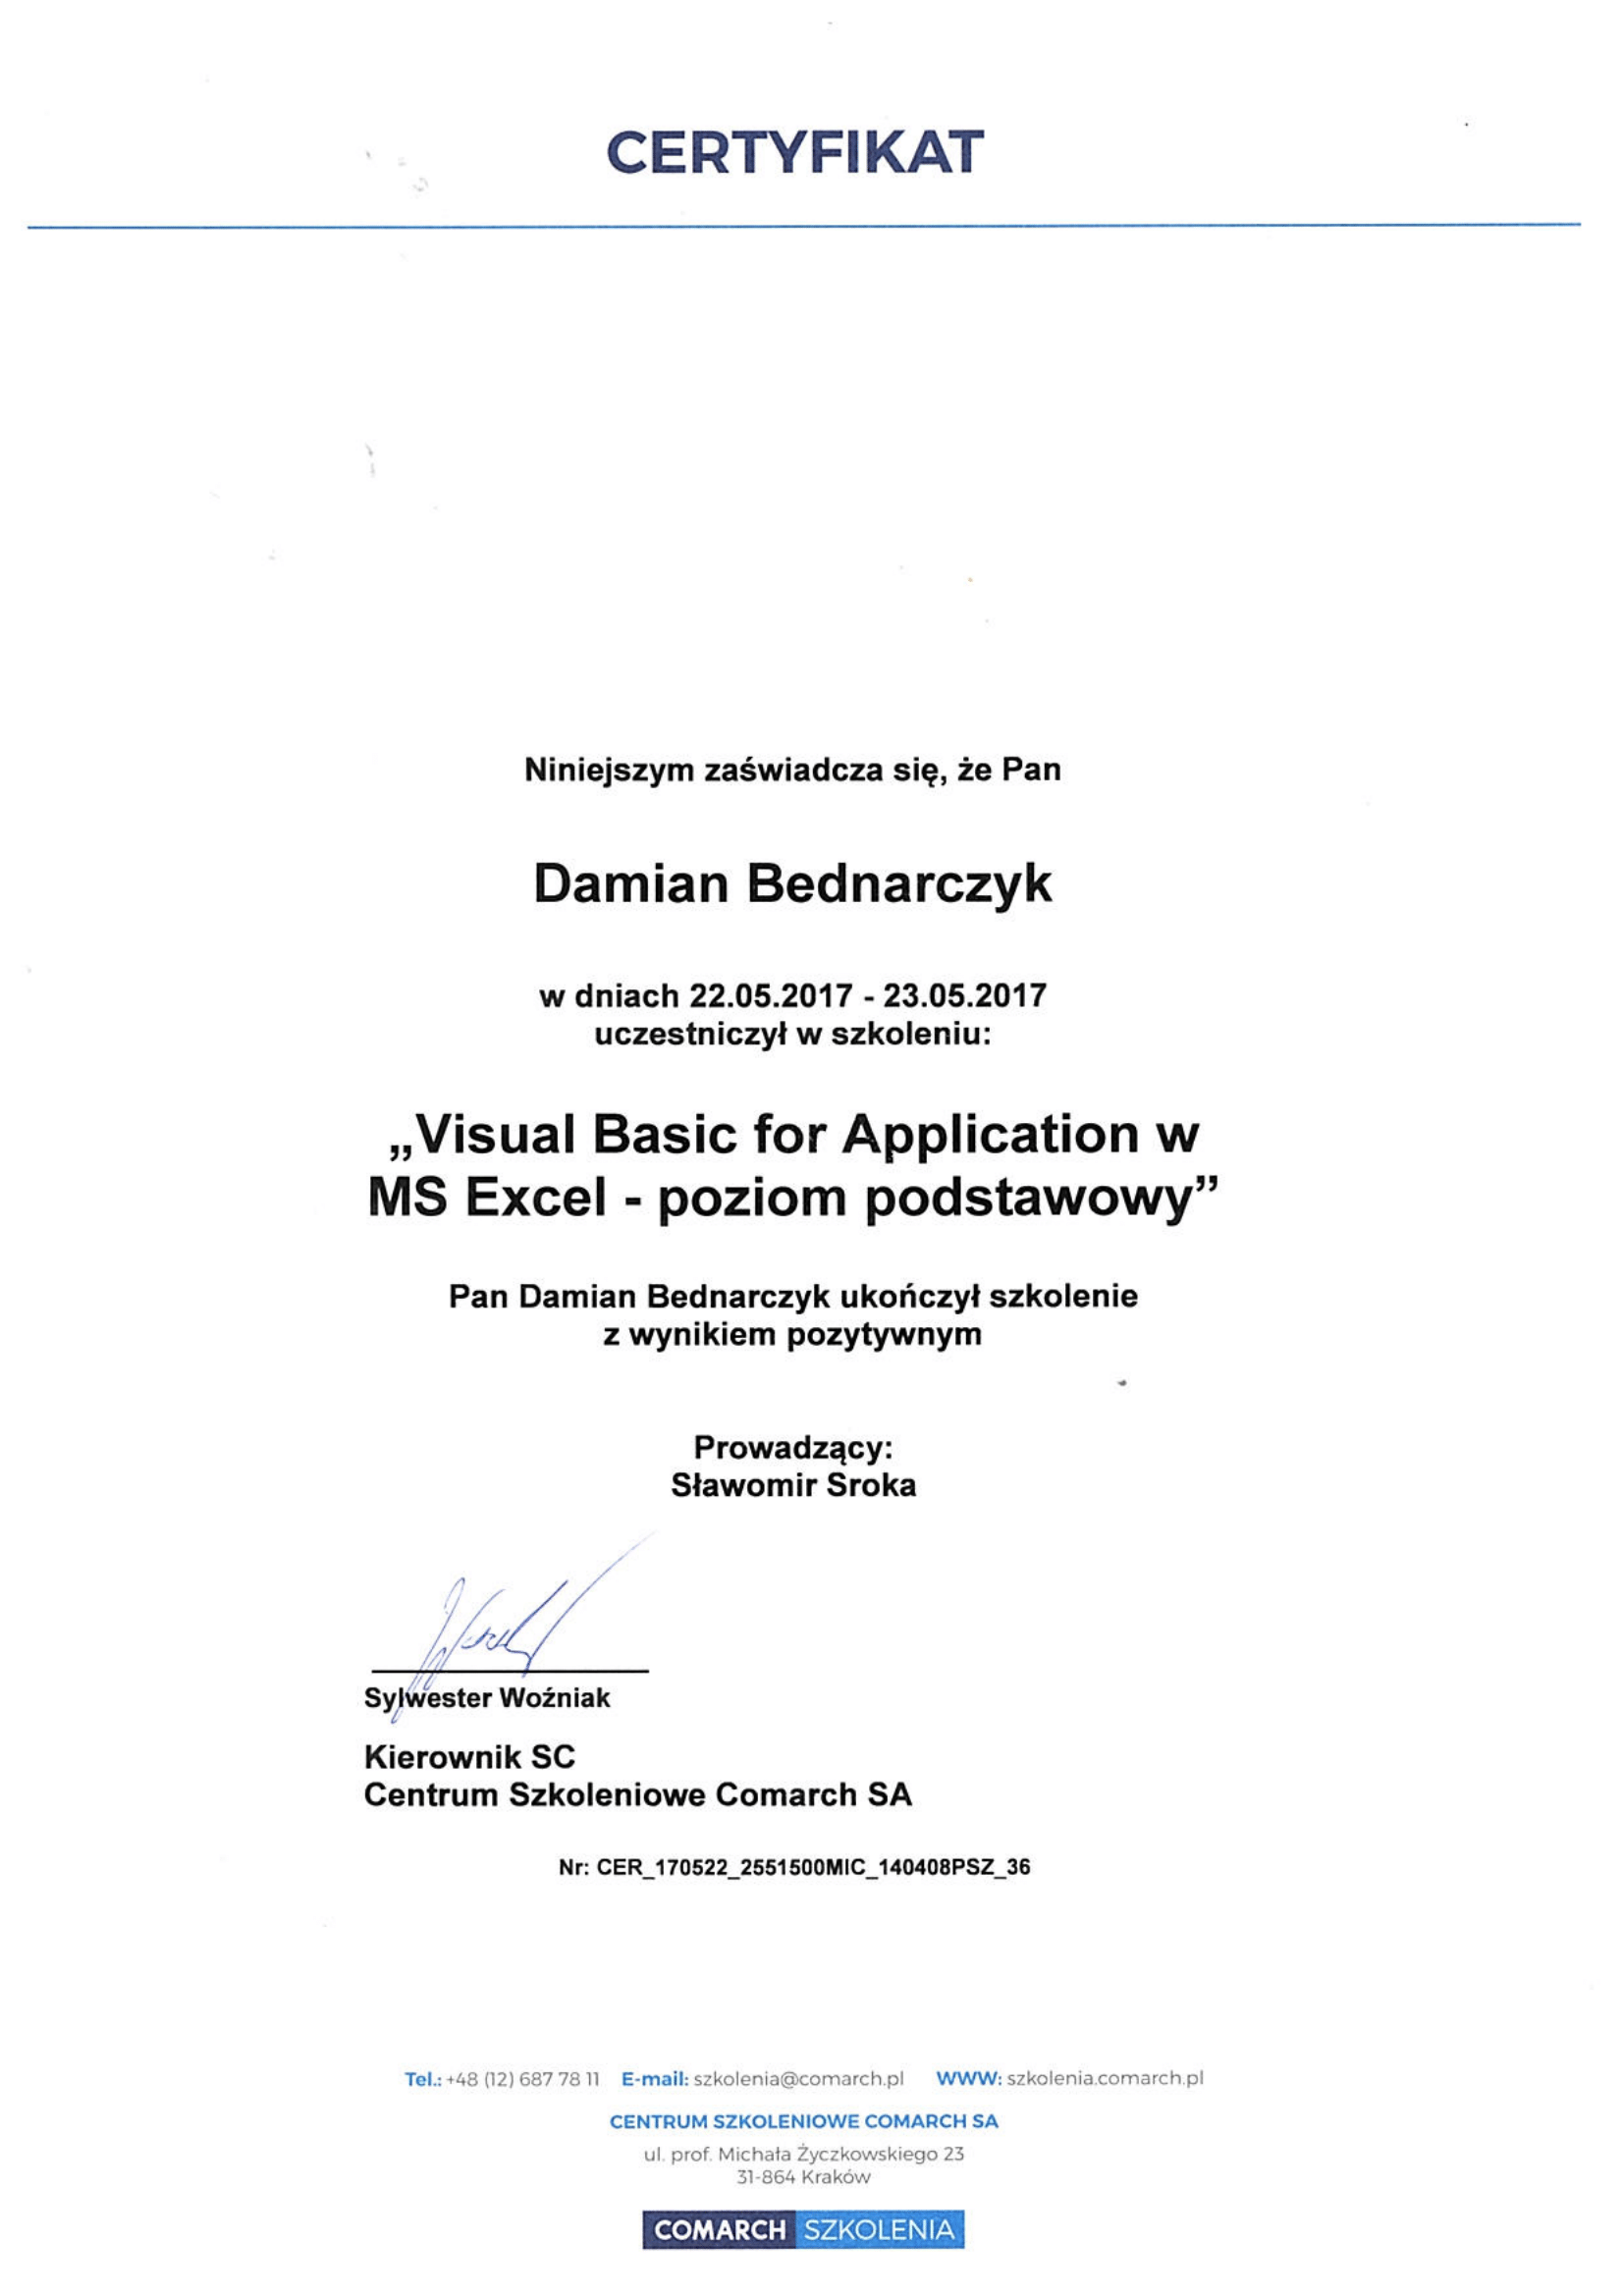 CERTYFIKAT
Niniejszym zaświadcza się, że Pan
Damian Bednarczyk
w dniach 22.05.2017 - 23.05.2017
uczestniczył w szkoleniu:
„Visual Basic for Application w
MS Excel - poziom podstawowy”
Pan Damian Bednarczyk ukończył szkolenie
z wynikiem pozytywnym
Prowadzący:
Sławomir Sroka
Sylwester Woźniak
Kierownik SC
Centrum Szkoleniowe Comarch SA
Nr: CER_170522_2551500MIC_140408PSZ_36
Tel.: +48 (12) 687 78 11 E-mail: szkolenia@comarch.pl WWW: szkolenia.comarch.pl
CENTRUM SZKOLENIOWE COMARCH SA
ul. prof. Michała Życzkowskiego 23
31-864 Kraków
COMARCH SZKOLENIA